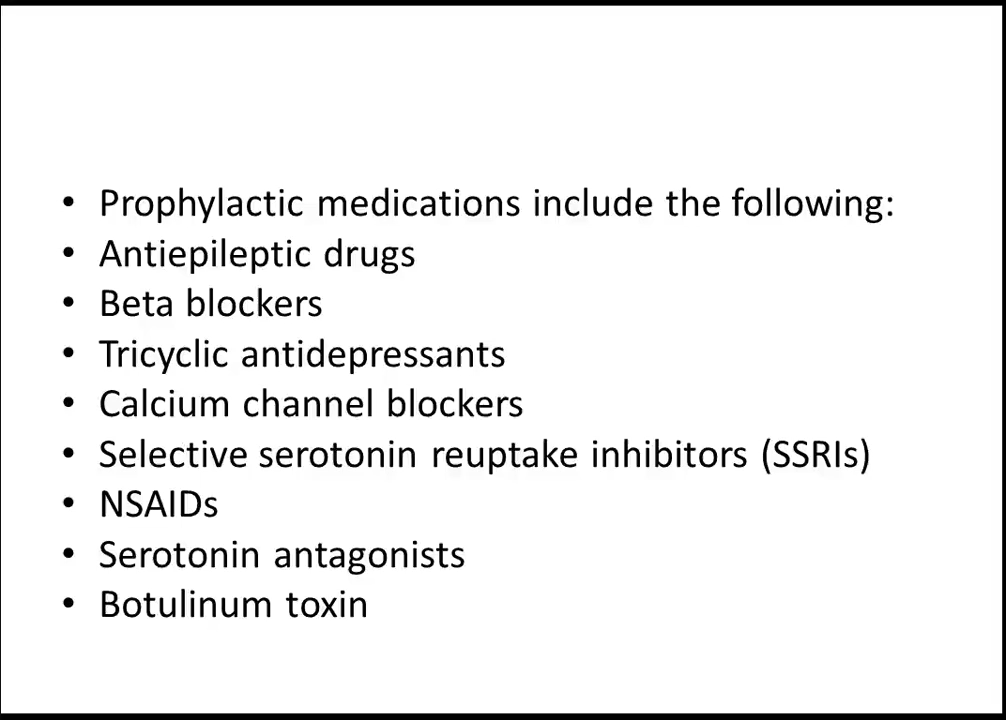 • Prophylactic medications include the following:
• Antiepileptic drugs
• Beta blockers
• Tricyclic antidepressants
• Calcium channel blockers
• Selective serotonin reuptake inhibitors (SSRIs)
• NSAIDs
• Serotonin antagonists
• Botulinum toxin